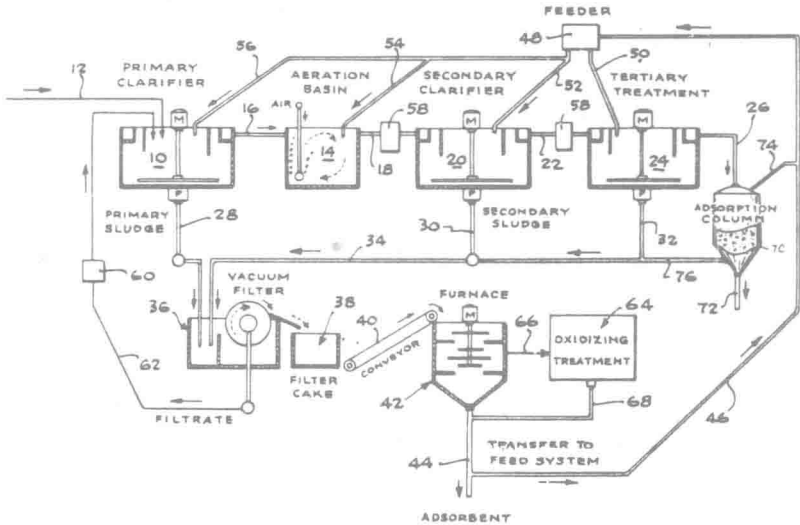 FEEDER
48
56
54
50
52
12
PRIMARY
CLARIFIER
AERATION
BASIN
SECONDARY
CLARIFIER
TERTIARY
TREATMENT
M
16
AIR
58
M
58
M
26
74
10
14
18
20
22
24
P
P
P
PRIMARY
SLUDGE
28
30
SECONDARY
SLUDGE
32
ADSORPTION
COLUMN
70
34
76
60
VACUUM
FILTER
72
36
38
40
FURNACE
M
64
66
OXIDIZING
TREATMENT
CONVEYOR
62
FILTER
CAKE
42
68
46
FILTRATE
44
TRANSFER TO
FEED SYSTEM
ADSORBENT